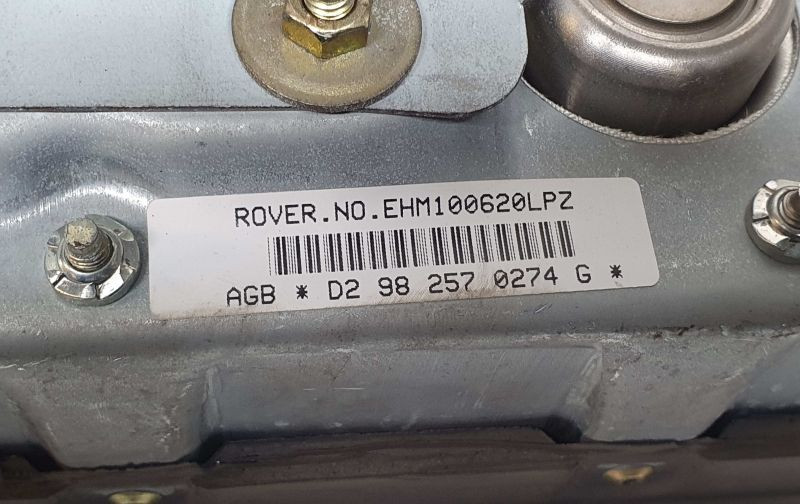 ROVER.NO.EHM100620LPZ
AGB * D2 98 257 0274 G *